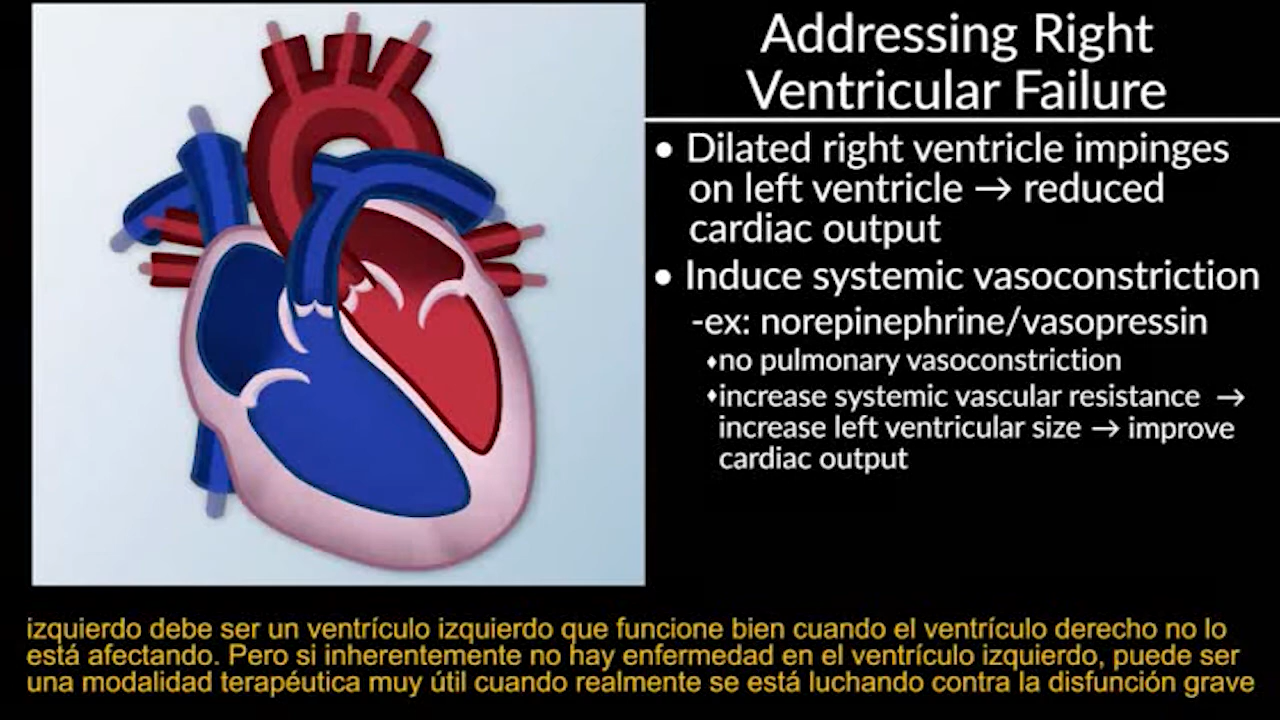 Addressing Right
Ventricular Failure
• Dilated right ventricle impinges
on left ventricle → reduced
cardiac output
• Induce systemic vasoconstriction
-ex: norepinephrine/vasopressin
♦no pulmonary vasoconstriction
♦increase systemic vascular resistance →
increase left ventricular size → improve
cardiac output
izquierdo debe ser un ventrículo izquierdo que funcione bien cuando el ventrículo derecho no lo
está afectando. Pero si inherentemente no hay enfermedad en el ventrículo izquierdo, puede ser
una modalidad terapéutica muy útil cuando realmente se está luchando contra la disfunción grave